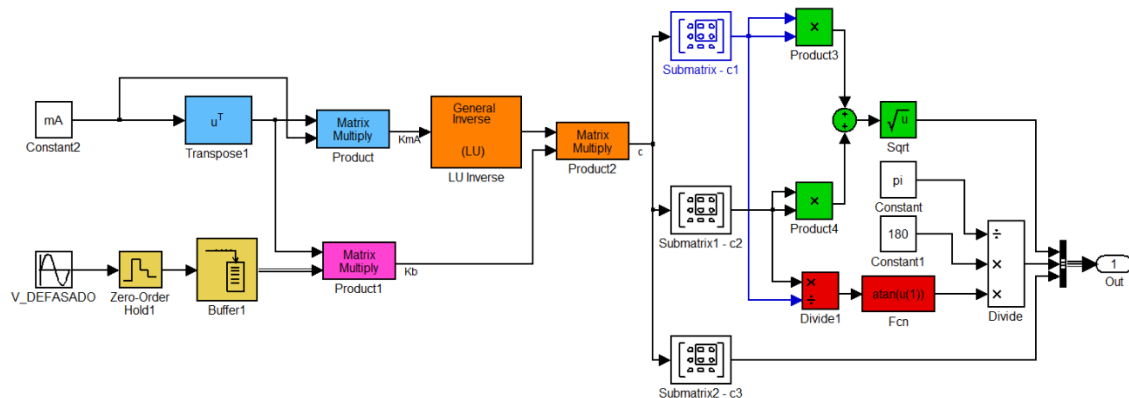 mA
Constant2
uT
Transpose1
Matrix
Multiply
Product
KmA
General
Inverse
(LU)
LU Inverse
Matrix
Multiply
Product2
c
V_DEFASADO
Zero-Order
Hold1
Buffer1
Matrix
Multiply
Product1
Kb
Submatrix - c1
×
Product3
+
+
√u
Sqrt
Submatrix1 - c2
×
Product4
pi
Constant
180
Constant1
×
÷
Divide1
atan(u(1))
Fcn
÷
×
×
Divide
1
Out
Submatrix2 - c3